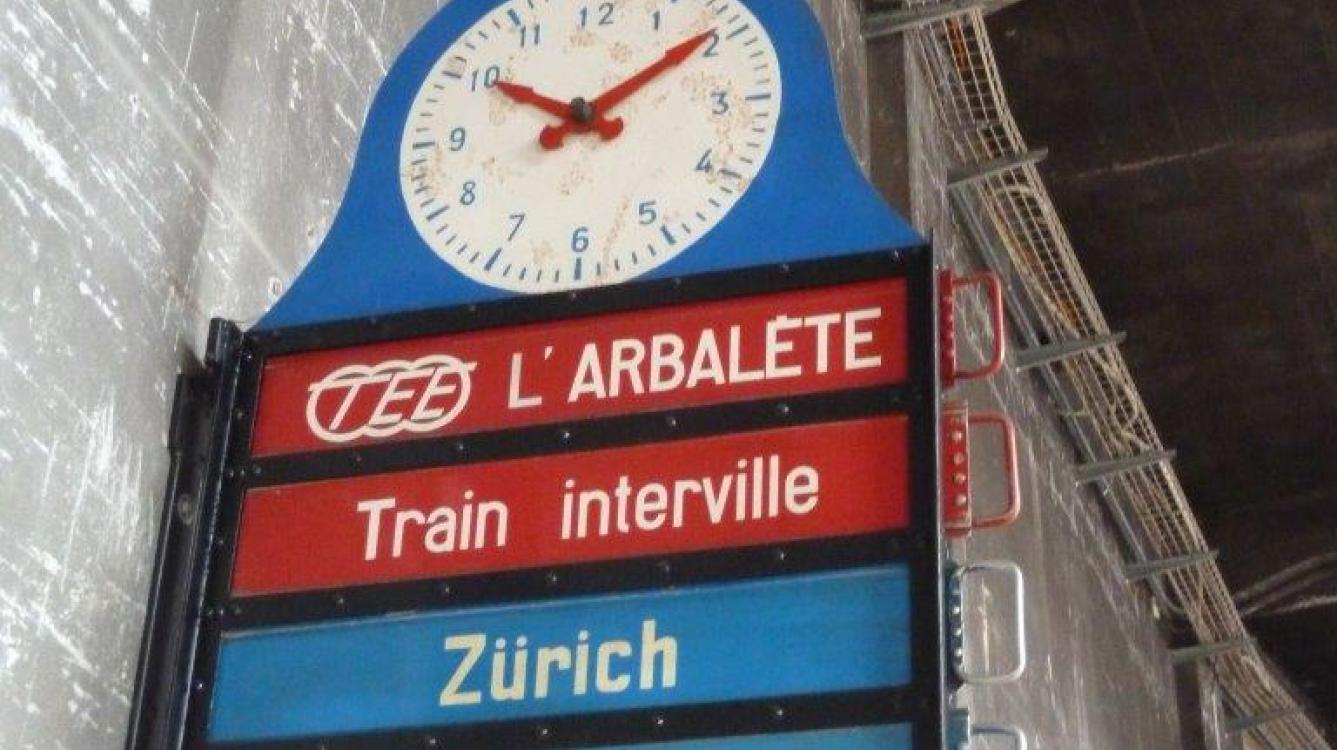 12
11 1
10 2
9 3
8 4
7 5
6
TEE L'ARBALÈTE
Train interville
Zürich